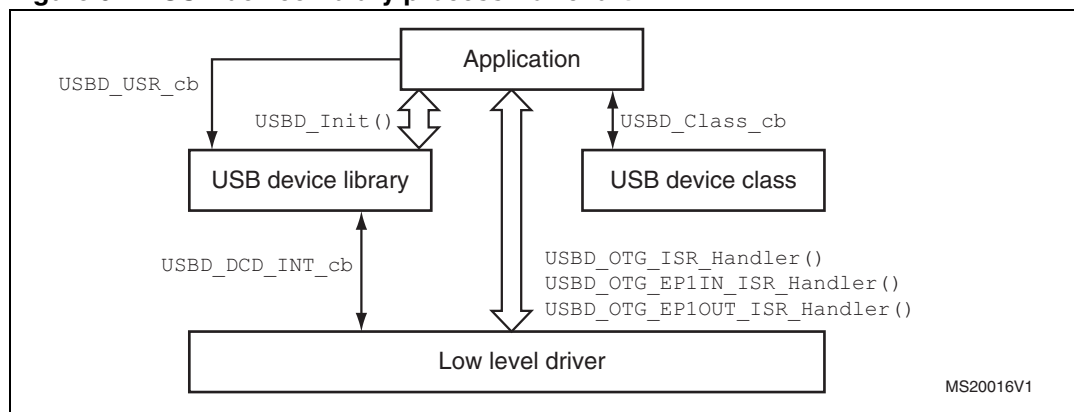 Application
USBD_USR_cb
USBD_Init()
USBD_Class_cb
USB device library
USB device class
USBD_DCD_INT_cb
USBD_OTG_ISR_Handler()
USBD_OTG_EP1IN_ISR_Handler()
USBD_OTG_EP1OUT_ISR_Handler()
Low level driver
MS20016V1